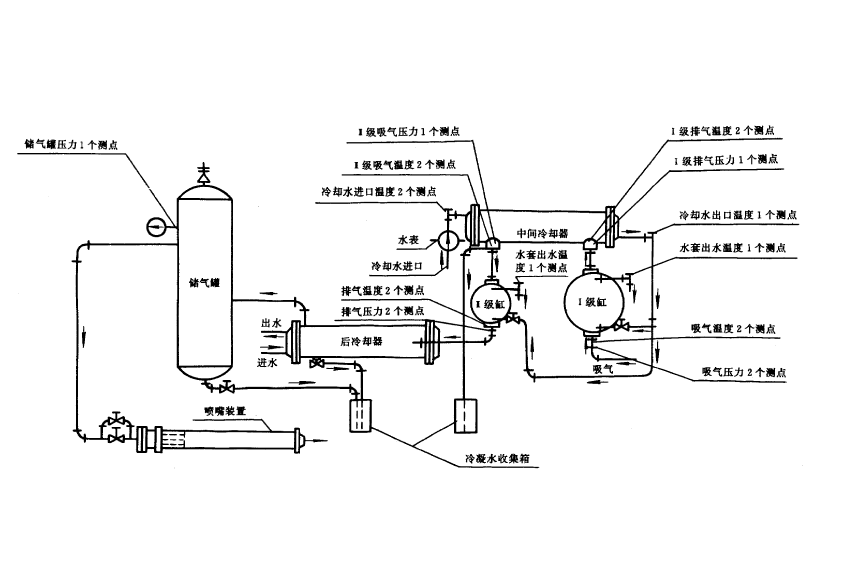 Ⅱ级吸气压力1个测点
Ⅰ级排气温度2个测点
储气罐压力1个测点
Ⅱ级吸气温度2个测点
Ⅰ级排气压力1个测点
冷却水进口温度2个测点
冷却水出口温度1个测点
水表
中间冷却器
水套出水温度1个测点
冷却水进口
水套出水温
度1个测点
储气罐
排气温度2个测点
Ⅱ级缸
Ⅰ级缸
排气压力2个测点
出水
后冷却器
吸气温度2个测点
进水
吸气
吸气压力2个测点
喷嘴装置
冷凝水收集箱